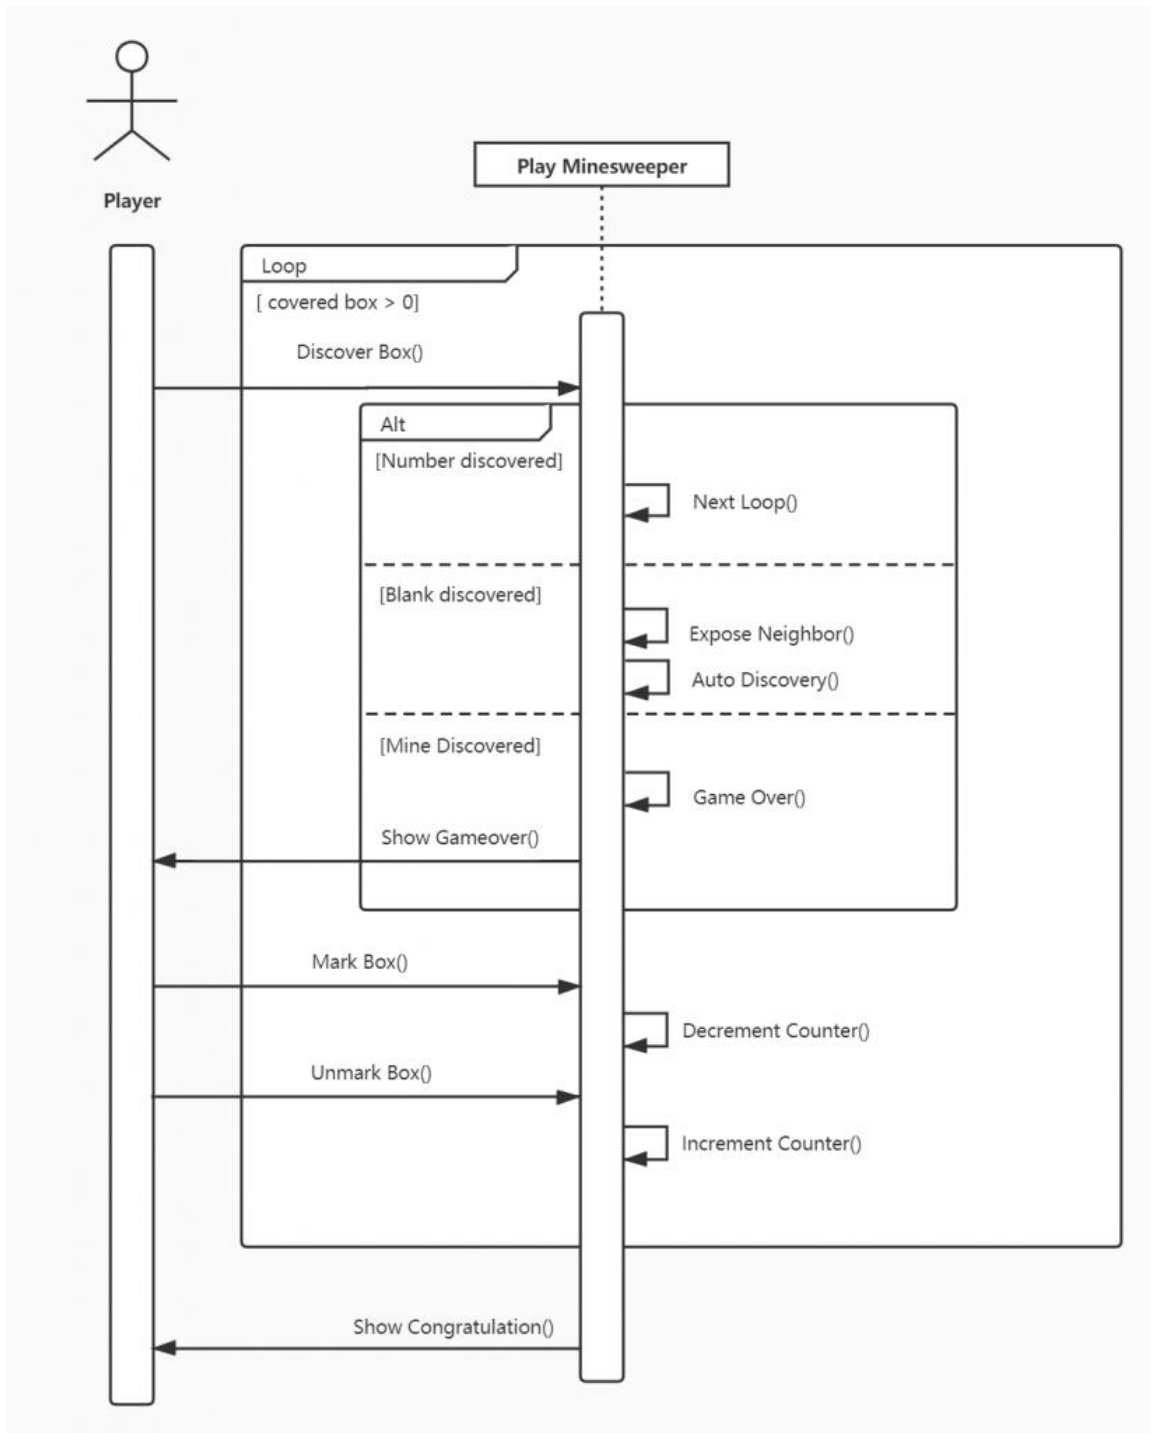 Play Minesweeper
Player
Loop
[ covered box > 0]
Discover Box()
Alt
[Number discovered]
Next Loop()
[Blank discovered]
Expose Neighbor()
Auto Discovery()
[Mine Discovered]
Game Over()
Show Gameover()
Mark Box()
Decrement Counter()
Unmark Box()
Increment Counter()
Show Congratulation()